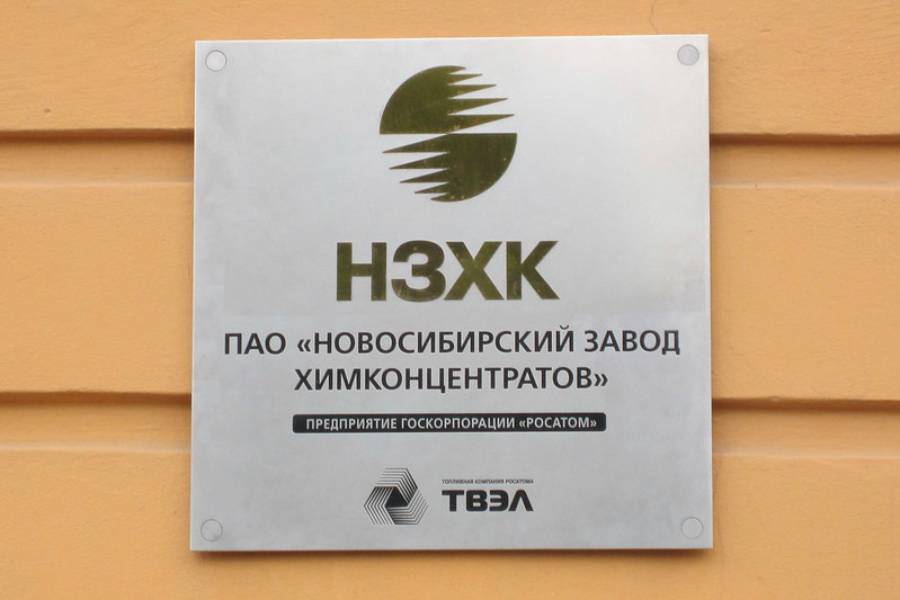 НЗХК
ПАО «НОВОСИБИРСКИЙ ЗАВОД
ХИМКОНЦЕНТРАТОВ»
ПРЕДПРИЯТИЕ ГОСКОРПОРАЦИИ «РОСАТОМ»
ТОПЛИВНАЯ КОМПАНИЯ РОСАТОМА
ТВЭЛ